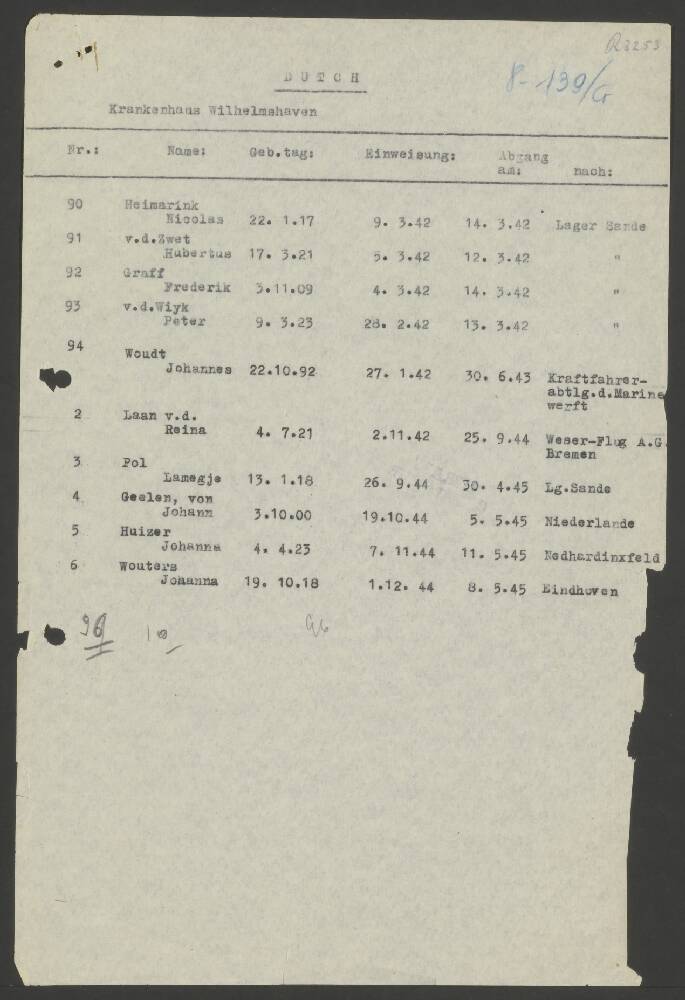 R3253
D U T C H
8-139/Gr
Krankenhaus Wilhelmshaven
Nr.: Name: Geb.tag: Einweisung: Abgang am: nach:
90 Heimarink
Nicolas 22. 1.17 9. 3.42 14. 3.42 Lager Sande
91 v.d.Zwet
Hubertus 17. 3.21 5. 3.42 12. 3.42 "
92 Graff
Frederik 3.11.09 4. 3.42 14. 3.42 "
93 v.d.Wiyk
Peter 9. 3.23 28. 2.42 13. 3.42 "
94 Woudt
Johannes 22.10.92 27. 1.42 30. 6.43 Kraftfahrer-
abtlg.d.Marine
werft
2 Laan v.d.
Reina 4. 7.21 2.11.42 25. 9.44 Weser-Flug A.G.
Bremen
3 Pol
Lamegje 13. 1.18 26. 9.44 30. 4.45 Lg.Sande
4 Geelen, von
Johann 3.10.00 19.10.44 5. 5.45 Niederlande
5 Huizer
Johanna 4. 4.23 7. 11.44 11. 5.45 Nedhardinxfeld
6 Wouters
Johanna 19. 10.18 1.12. 44 8. 5.45 Eindhoven
96 10